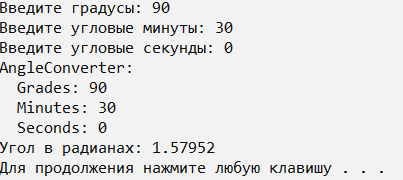 Введите градусы: 90
Введите угловые минуты: 30
Введите угловые секунды: 0
AngleConverter:
  Grades: 90
  Minutes: 30
  Seconds: 0
Угол в радианах: 1.57952
Для продолжения нажмите любую клавишу . . .